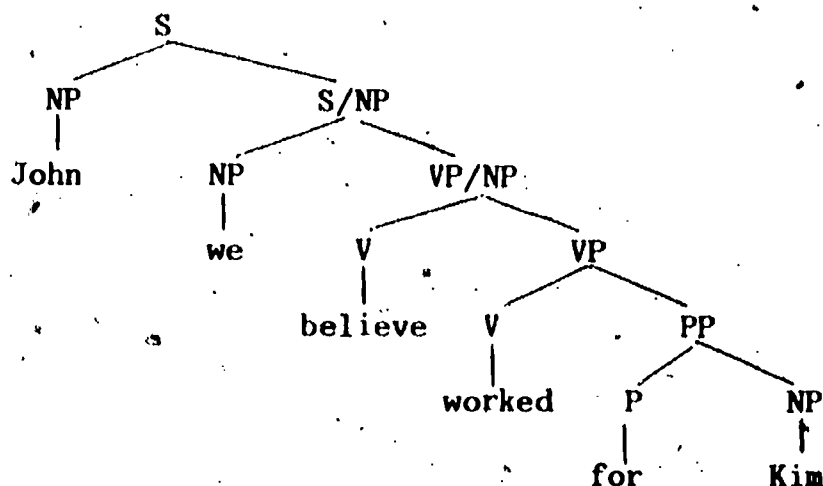 S
NP S/NP
John NP VP/NP
we V VP
believe V PP
worked P NP
for Kim